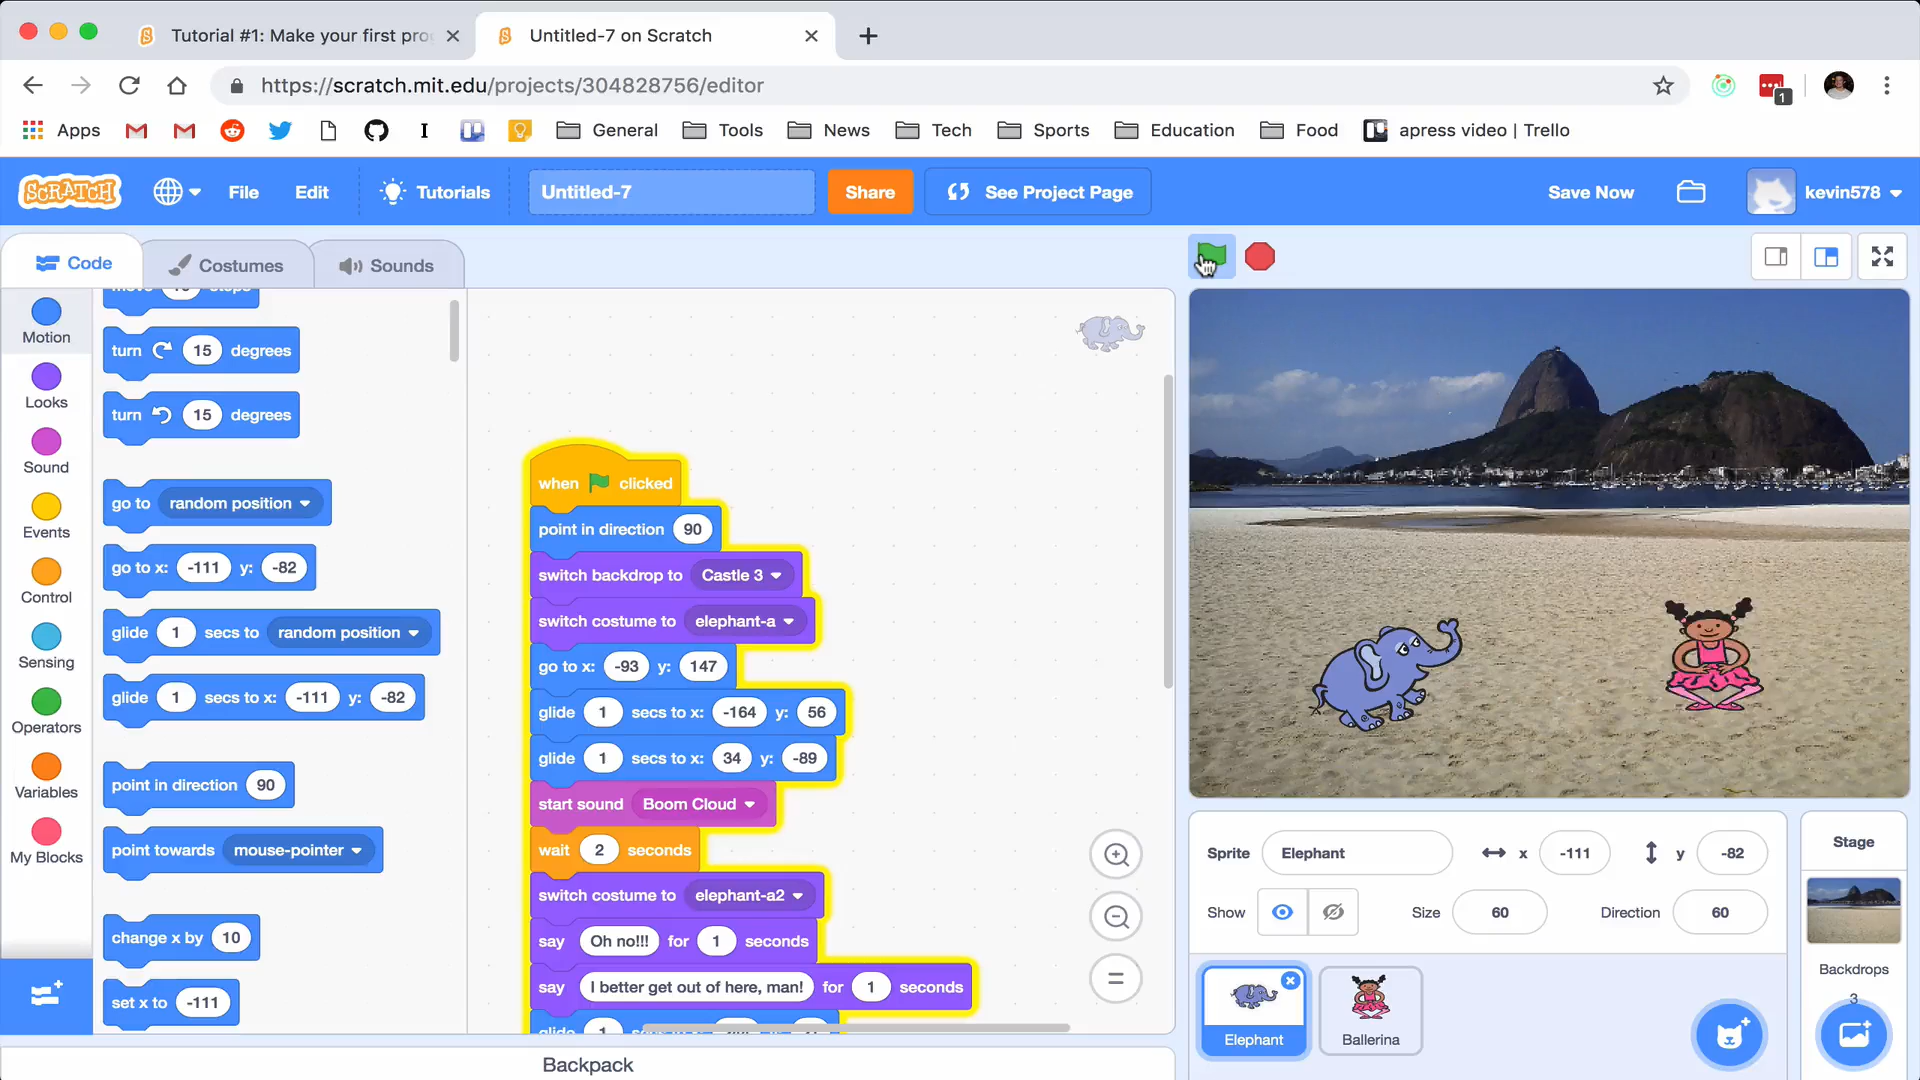 Tutorial #1: Make your first pro
Untitled-7 on Scratch
https://scratch.mit.edu/projects/304828756/editor
1
Apps
General
Tools
News
Tech
Sports
Education
Food
apress video | Trello
SCRATCH
File
Edit
Tutorials
Untitled-7
Share
See Project Page
Save Now
kevin578
Code
Costumes
Sounds
Motion
Looks
Sound
Events
Control
Sensing
Operators
Variables
My Blocks
turn 15 degrees
turn 15 degrees
go to random position
go to x: -111 y: -82
glide 1 secs to random position
glide 1 secs to x: -111 y: -82
point in direction 90
point towards mouse-pointer
change x by 10
set x to -111
when clicked
point in direction 90
switch backdrop to Castle 3
switch costume to elephant-a
go to x: -93 y: 147
glide 1 secs to x: -164 y: 56
glide 1 secs to x: 34 y: -89
start sound Boom Cloud
wait 2 seconds
switch costume to elephant-a2
say Oh no!!! for 1 seconds
say I better get out of here, man! for 1 seconds
glide 1
Backpack
Sprite Elephant x -111 y -82
Show Size 60 Direction 60
Elephant
Ballerina
Stage
Backdrops
3